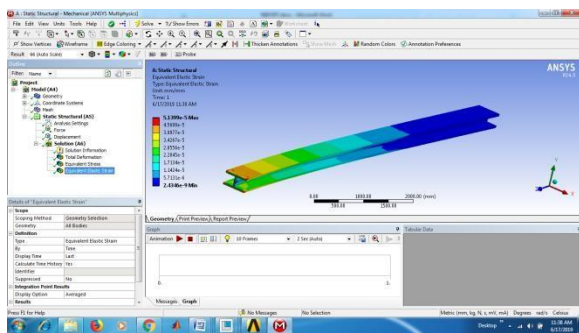 A : Static Structural - Mechanical [ANSYS Multiphysics]
File Edit View Units Tools Help Solve ?/ Show Errors
Show Vertices Wireframe Edge Coloring Thicken Annotations Show Mesh Random Colors Annotation Preferences
Result Probe
Outline
Filter: Name
Project
Model (A4)
Geometry
Coordinate Systems
Mesh
Static Structural (A5)
Analysis Settings
Force
Displacement
Solution (A6)
Solution Information
Total Deformation
Equivalent Stress
Equivalent Elastic Strain
A: Static Structural
Equivalent Elastic Strain
Type: Equivalent Elastic Strain
Unit: mm/mm
Time: 1
6/17/2019 11:38 AM
Max
Min
ANSYS
0.00 1000.00 2000.00 (mm)
500.00 1500.00
Geometry Print Preview Report Preview
Details of "Equivalent Elastic Strain"
Scope
Scoping Method Geometry Selection
Geometry All Bodies
Definition
Type Equivalent Elastic Strain
By Time
Display Time Last
Calculate Time History Yes
Identifier
Suppressed No
Integration Point Results
Display Option Averaged
Results
Graph
Animation 10 Frames 2 Sec (Auto)
0. 1.
Messages Graph
Tabular Data
Press F1 for Help
No Messages
No Selection
Metric (mm, kg, N, s, mV, mA) Degrees rad/s Celsius
Desktop
11:38 AM
6/17/2019